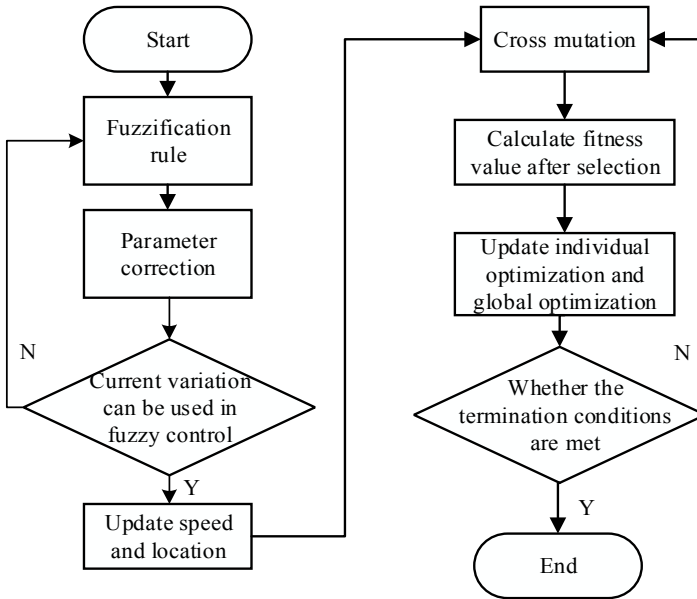 Start
Fuzzification
rule
Parameter
correction
N
Current variation
can be used in
fuzzy control
Y
Update speed
and location
Cross mutation
Calculate fitness
value after selection
Update individual
optimization and
global optimization
N
Whether the
termination conditions
are met
Y
End